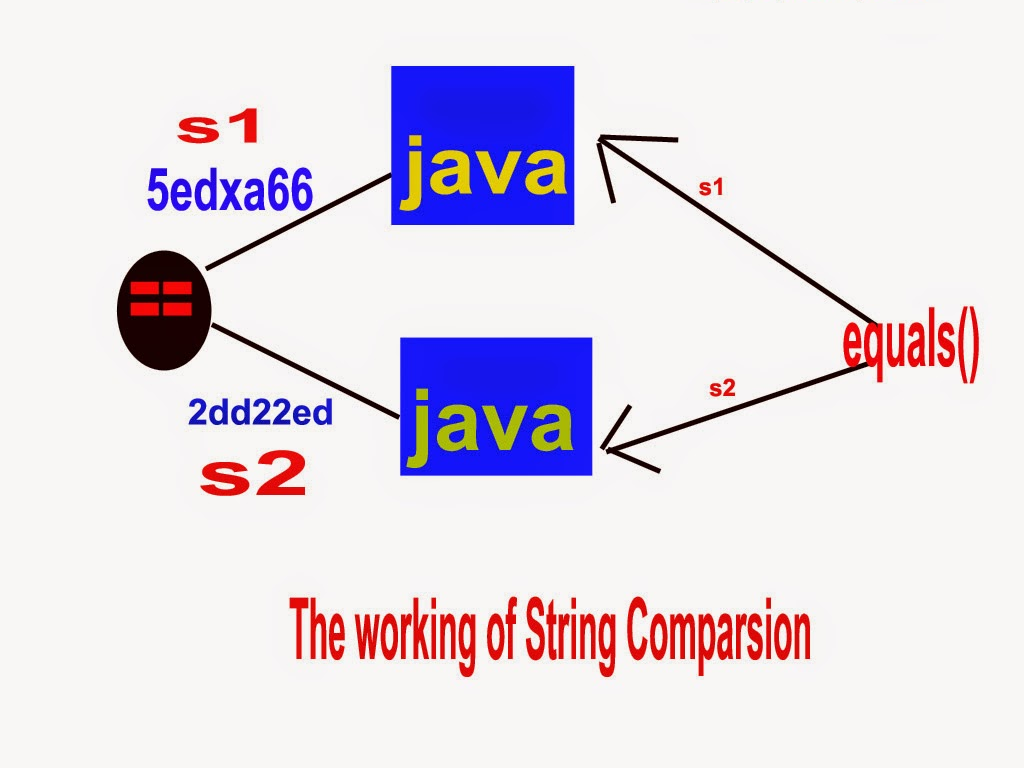 s1
5edxa66
java
s1
==
equals()
s2
java
2dd22ed
s2
The working of String Comparsion